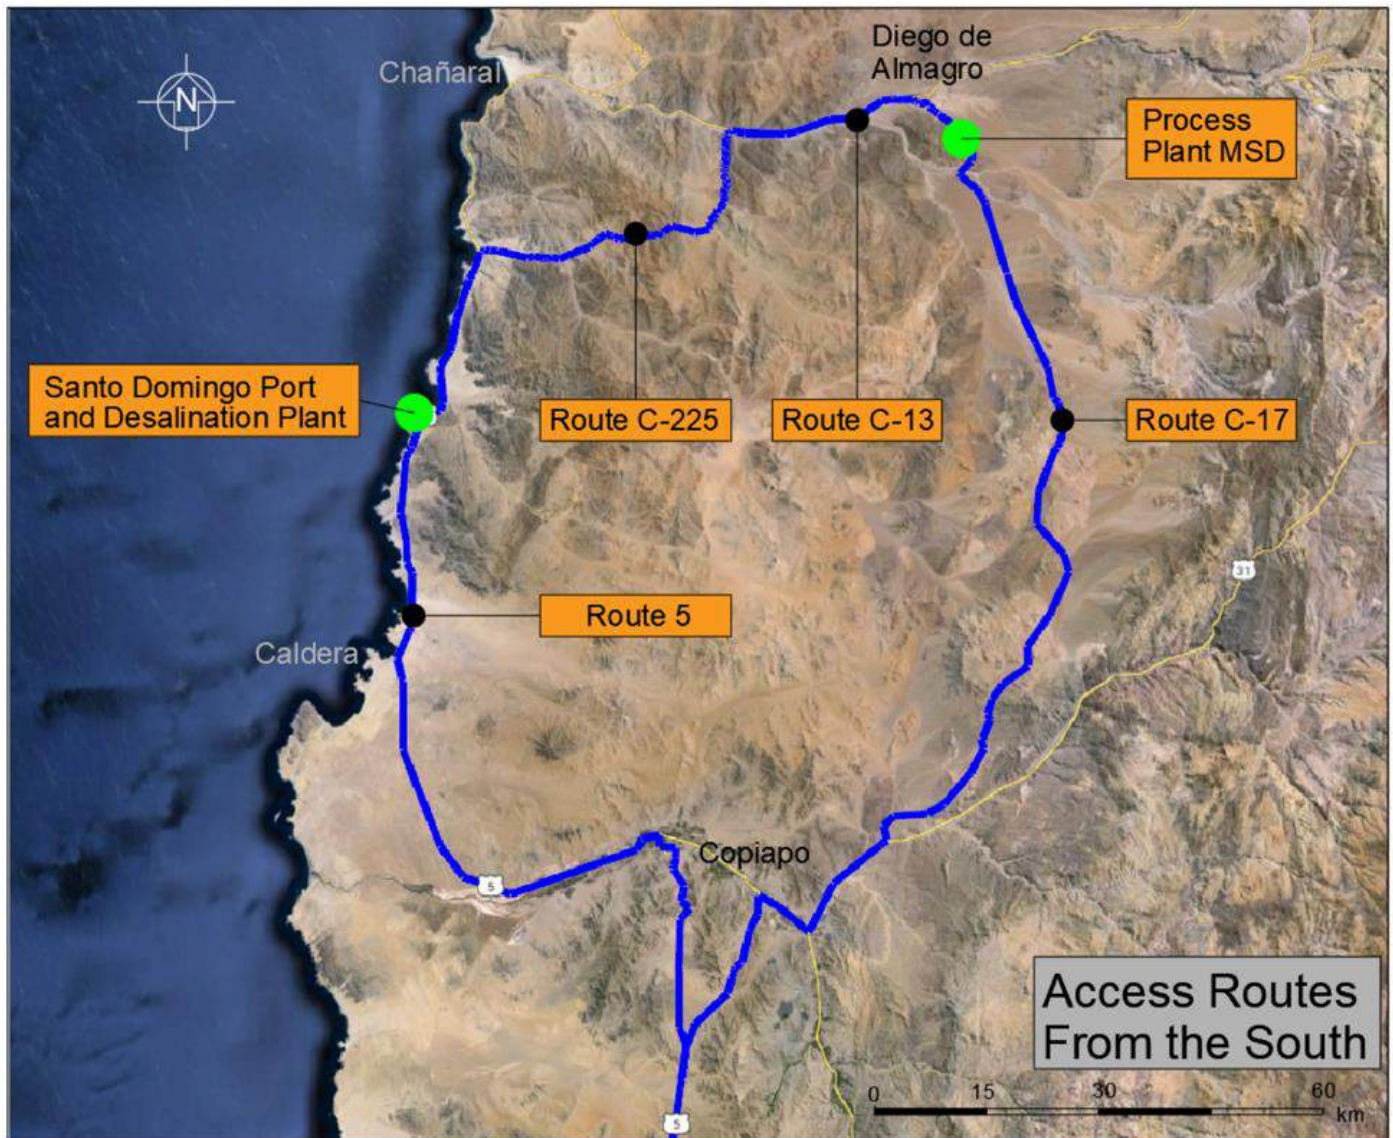 Diego de
Almagro
Chañaral
N
Process
Plant MSD
Santo Domingo Port
and Desalination Plant
Route C-225
Route C-13
Route C-17
31
Route 5
Caldera
Copiapo
5
Access Routes
From the South
0 15 30 60
km
5